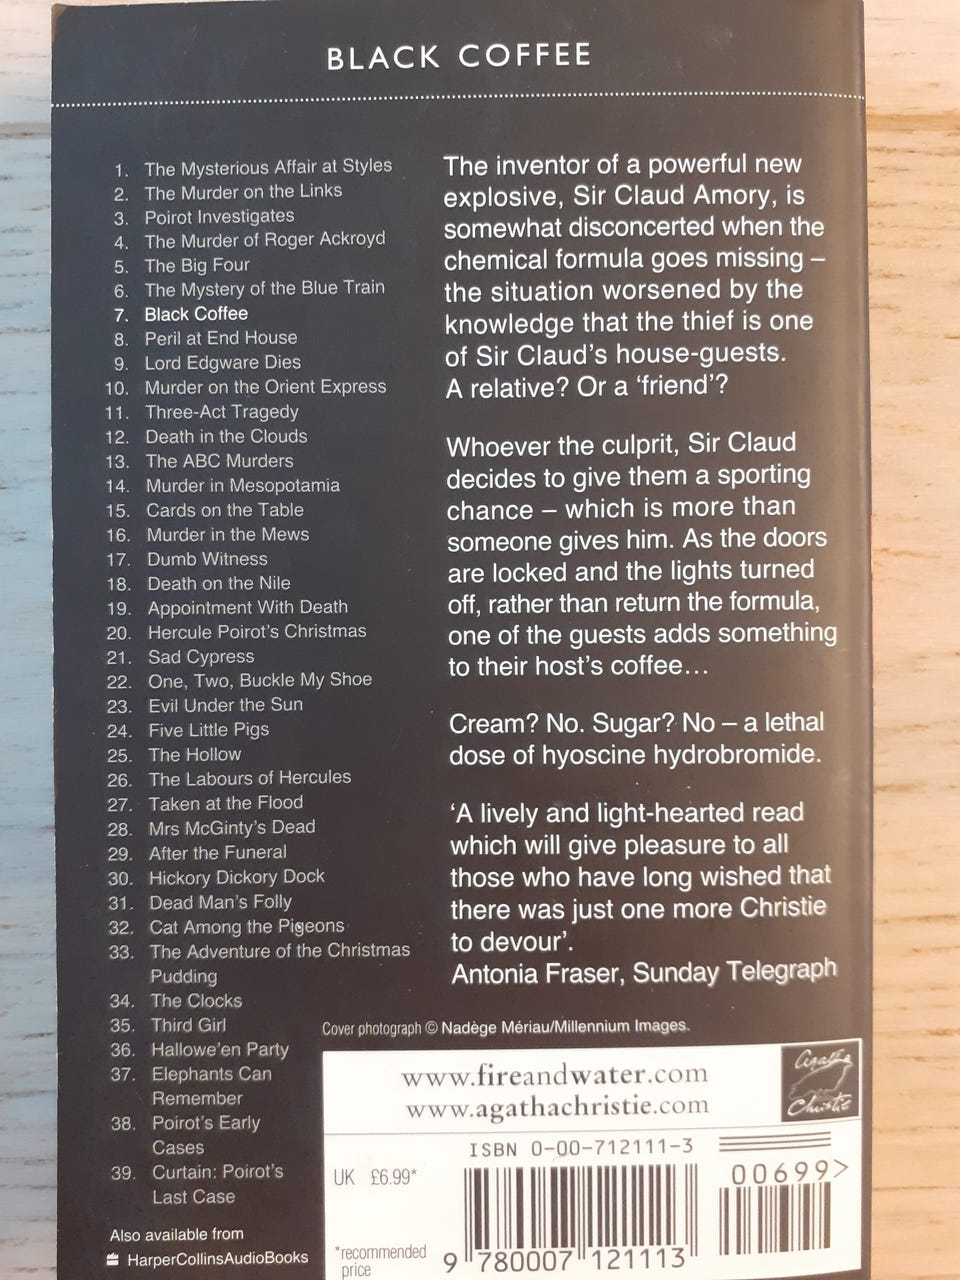 BLACK COFFEE
1. The Mysterious Affair at Styles
2. The Murder on the Links
3. Poirot Investigates
4. The Murder of Roger Ackroyd
5. The Big Four
6. The Mystery of the Blue Train
7. Black Coffee
8. Peril at End House
9. Lord Edgware Dies
10. Murder on the Orient Express
11. Three-Act Tragedy
12. Death in the Clouds
13. The ABC Murders
14. Murder in Mesopotamia
15. Cards on the Table
16. Murder in the Mews
17. Dumb Witness
18. Death on the Nile
19. Appointment With Death
20. Hercule Poirot's Christmas
21. Sad Cypress
22. One, Two, Buckle My Shoe
23. Evil Under the Sun
24. Five Little Pigs
25. The Hollow
26. The Labours of Hercules
27. Taken at the Flood
28. Mrs McGinty's Dead
29. After the Funeral
30. Hickory Dickory Dock
31. Dead Man's Folly
32. Cat Among the Pigeons
33. The Adventure of the Christmas
Pudding
34. The Clocks
35. Third Girl
36. Hallowe'en Party
37. Elephants Can
Remember
38. Poirot's Early
Cases
39. Curtain: Poirot's
Last Case
Also available from
HarperCollinsAudioBooks
The inventor of a powerful new
explosive, Sir Claud Amory, is
somewhat disconcerted when the
chemical formula goes missing –
the situation worsened by the
knowledge that the thief is one
of Sir Claud's house-guests.
A relative? Or a 'friend'?
Whoever the culprit, Sir Claud
decides to give them a sporting
chance – which is more than
someone gives him. As the doors
are locked and the lights turned
off, rather than return the formula,
one of the guests adds something
to their host's coffee...
Cream? No. Sugar? No – a lethal
dose of hyoscine hydrobromide.
'A lively and light-hearted read
which will give pleasure to all
those who have long wished that
there was just one more Christie
to devour'.
Antonia Fraser, Sunday Telegraph
Cover photograph © Nadège Mériau/Millennium Images.
www.fireandwater.com
www.agathachristie.com
Agatha
Christie
ISBN 0-00-712111-3
UK £6.99*
*recommended
price
00699>
9 780007 121113